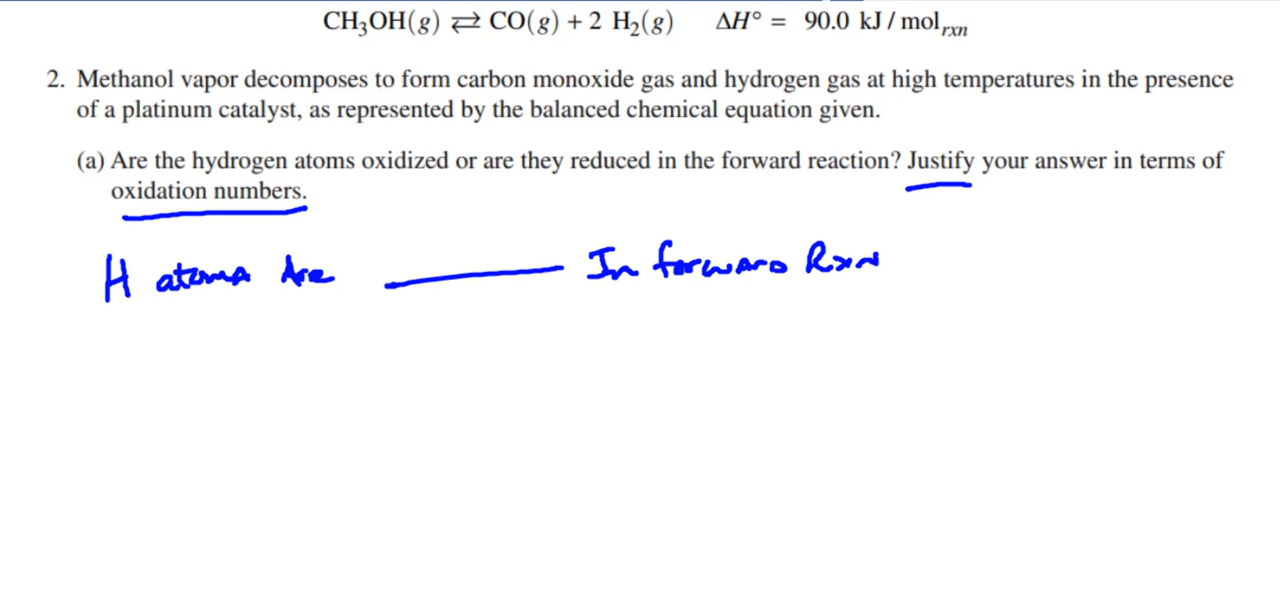 CH₃OH(g) ⇄ CO(g) + 2 H₂(g) ΔH° = 90.0 kJ / mol rxn
2. Methanol vapor decomposes to form carbon monoxide gas and hydrogen gas at high temperatures in the presence
of a platinum catalyst, as represented by the balanced chemical equation given.
(a) Are the hydrogen atoms oxidized or are they reduced in the forward reaction? Justify your answer in terms of
oxidation numbers.
H atoms Are ______ In forward Rxn